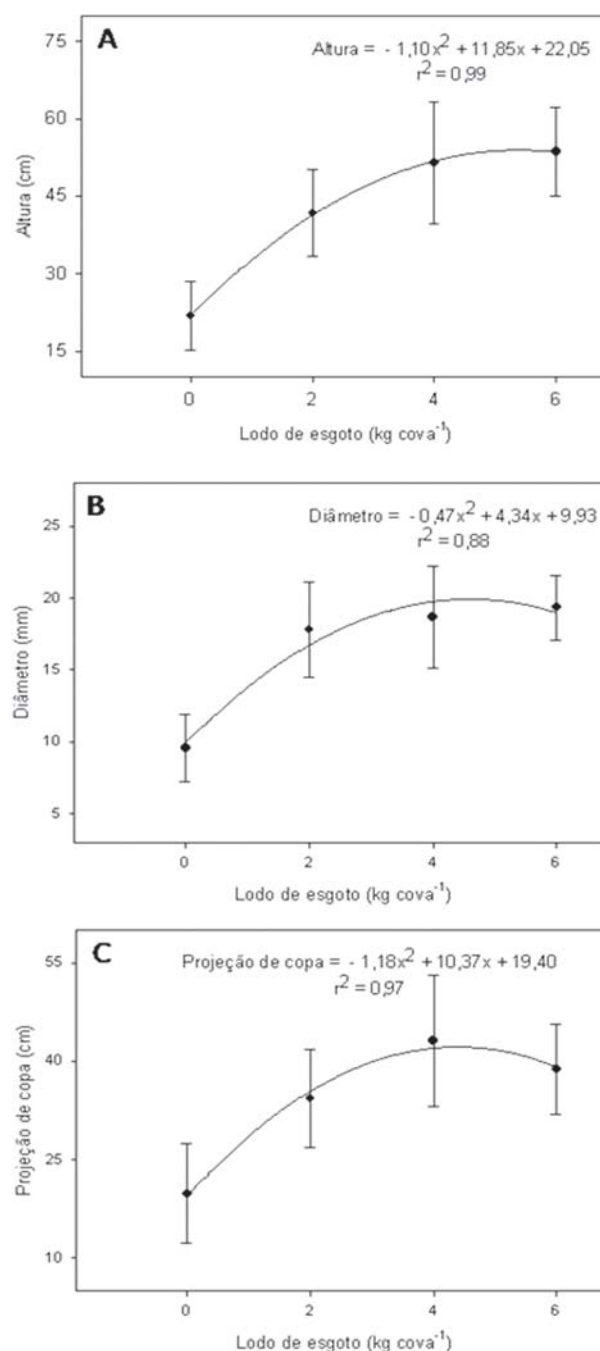 A
Altura = - 1,10x² + 11,85x + 22,05
r² = 0,99
75
60
45
30
15
Altura (cm)
0 2 4 6
Lodo de esgoto (kg cova⁻¹)
B
Diâmetro = - 0,47x² + 4,34x + 9,93
r² = 0,88
25
20
15
10
5
Diâmetro (mm)
0 2 4 6
Lodo de esgoto (kg cova⁻¹)
C
Projeção de copa = - 1,18x² + 10,37x + 19,40
r² = 0,97
55
40
25
10
Projeção de copa (cm)
0 2 4 6
Lodo de esgoto (kg cova⁻¹)